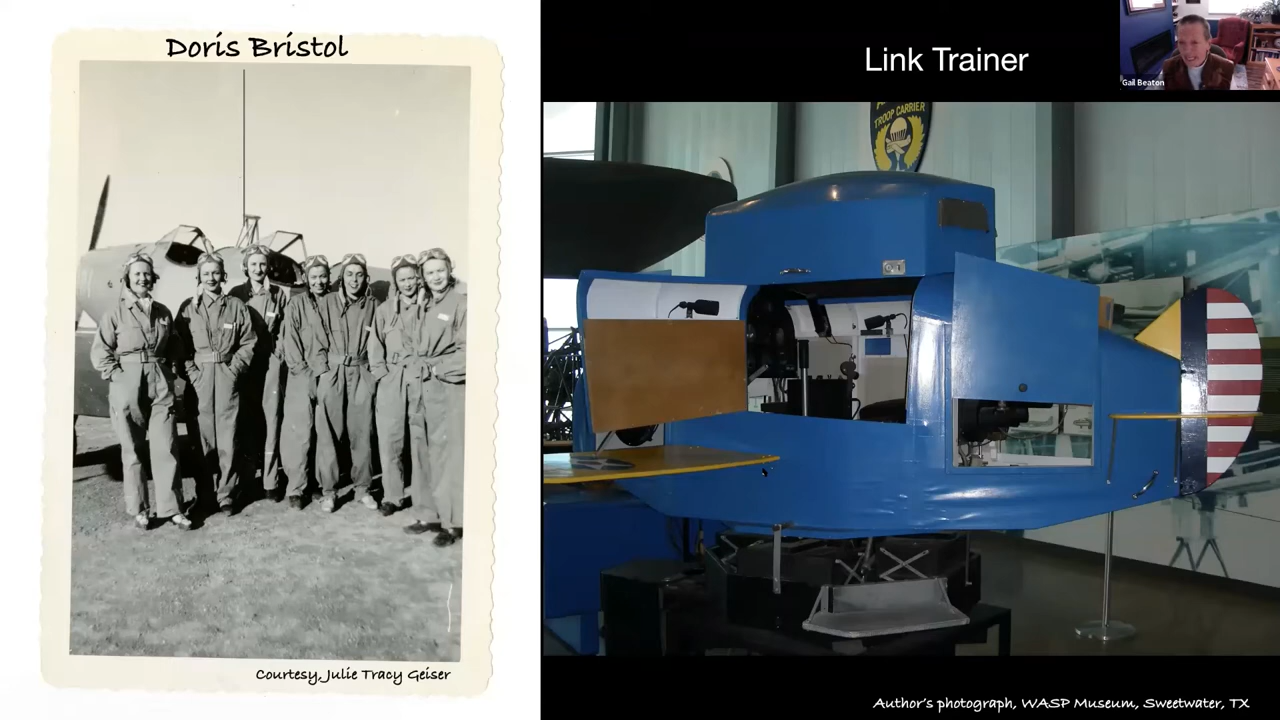 Doris Bristol
Courtesy, Julie Tracy Geiser
Link Trainer
Gail Beaton
TROOP CARRIER
Author's photograph, WASP Museum, Sweetwater, TX